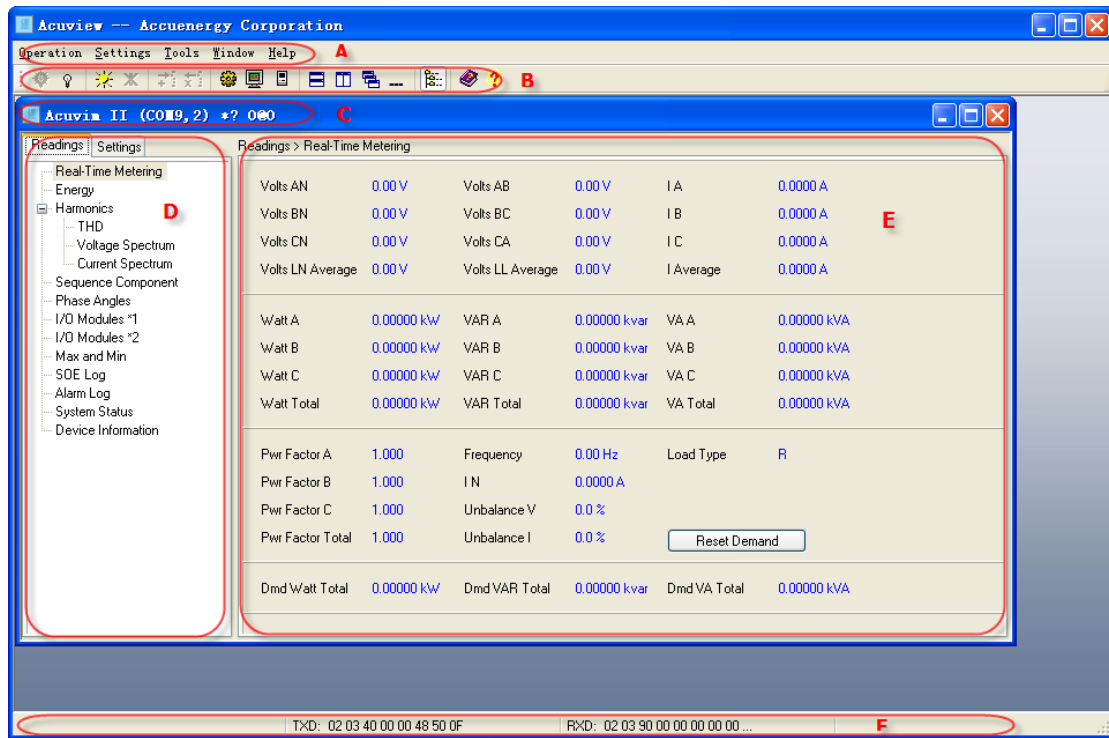 Acuview -- Accuenergy Corporation
Operation Settings Tools Window Help A
B
Acuvim II (COM9,2) *? 0@0 C
Readings Settings
Readings > Real-Time Metering
Real-Time Metering
Energy
Harmonics
THD
Voltage Spectrum
Current Spectrum
Sequence Component
Phase Angles
I/O Modules *1
I/O Modules *2
Max and Min
SOE Log
Alarm Log
System Status
Device Information
D
Volts AN 0.00 V Volts AB 0.00 V I A 0.0000 A
Volts BN 0.00 V Volts BC 0.00 V I B 0.0000 A
E
Volts CN 0.00 V Volts CA 0.00 V I C 0.0000 A
Volts LN Average 0.00 V Volts LL Average 0.00 V I Average 0.0000 A
Watt A 0.00000 kW VAR A 0.00000 kvar VA A 0.00000 kVA
Watt B 0.00000 kW VAR B 0.00000 kvar VA B 0.00000 kVA
Watt C 0.00000 kW VAR C 0.00000 kvar VA C 0.00000 kVA
Watt Total 0.00000 kW VAR Total 0.00000 kvar VA Total 0.00000 kVA
Pwr Factor A 1.000 Frequency 0.00 Hz Load Type R
Pwr Factor B 1.000 I N 0.0000 A
Pwr Factor C 1.000 Unbalance V 0.0 %
Pwr Factor Total 1.000 Unbalance I 0.0 % Reset Demand
Dmd Watt Total 0.00000 kW Dmd VAR Total 0.00000 kvar Dmd VA Total 0.00000 kVA
TXD: 02 03 40 00 00 48 50 0F RXD: 02 03 90 00 00 00 00 00 ... F